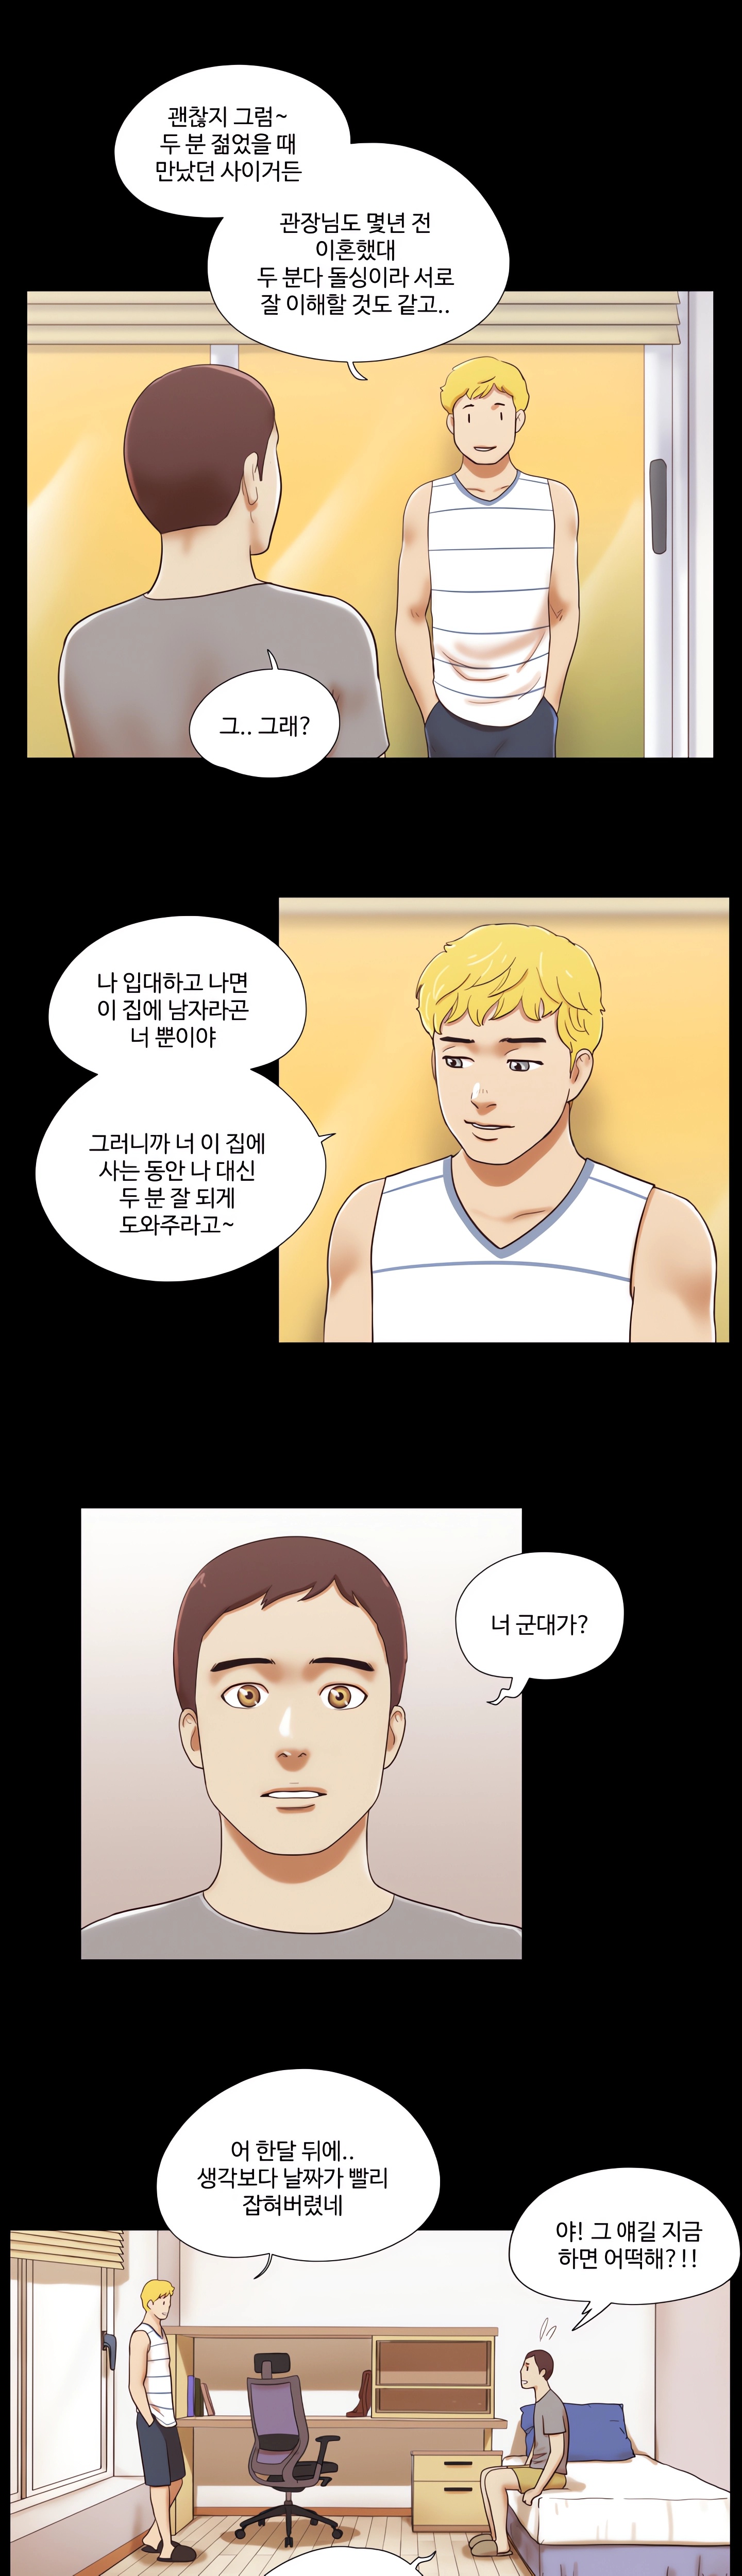 괜찮지 그럼~
두 분 젊었을 때
만났던 사이거든
관장님도 몇년 전
이혼했대
두 분다 돌싱이라 서로
잘 이해할 것도 같고..
그.. 그래?
나 입대하고 나면
이 집에 남자라곤
너 뿐이야
그러니까 너 이 집에
사는 동안 나 대신
두 분 잘 되게
도와주라고~
너 군대가?
어 한달 뒤에..
생각보다 날짜가 빨리
잡혀버렸네
야! 그 얘길 지금
하면 어떡해?!!